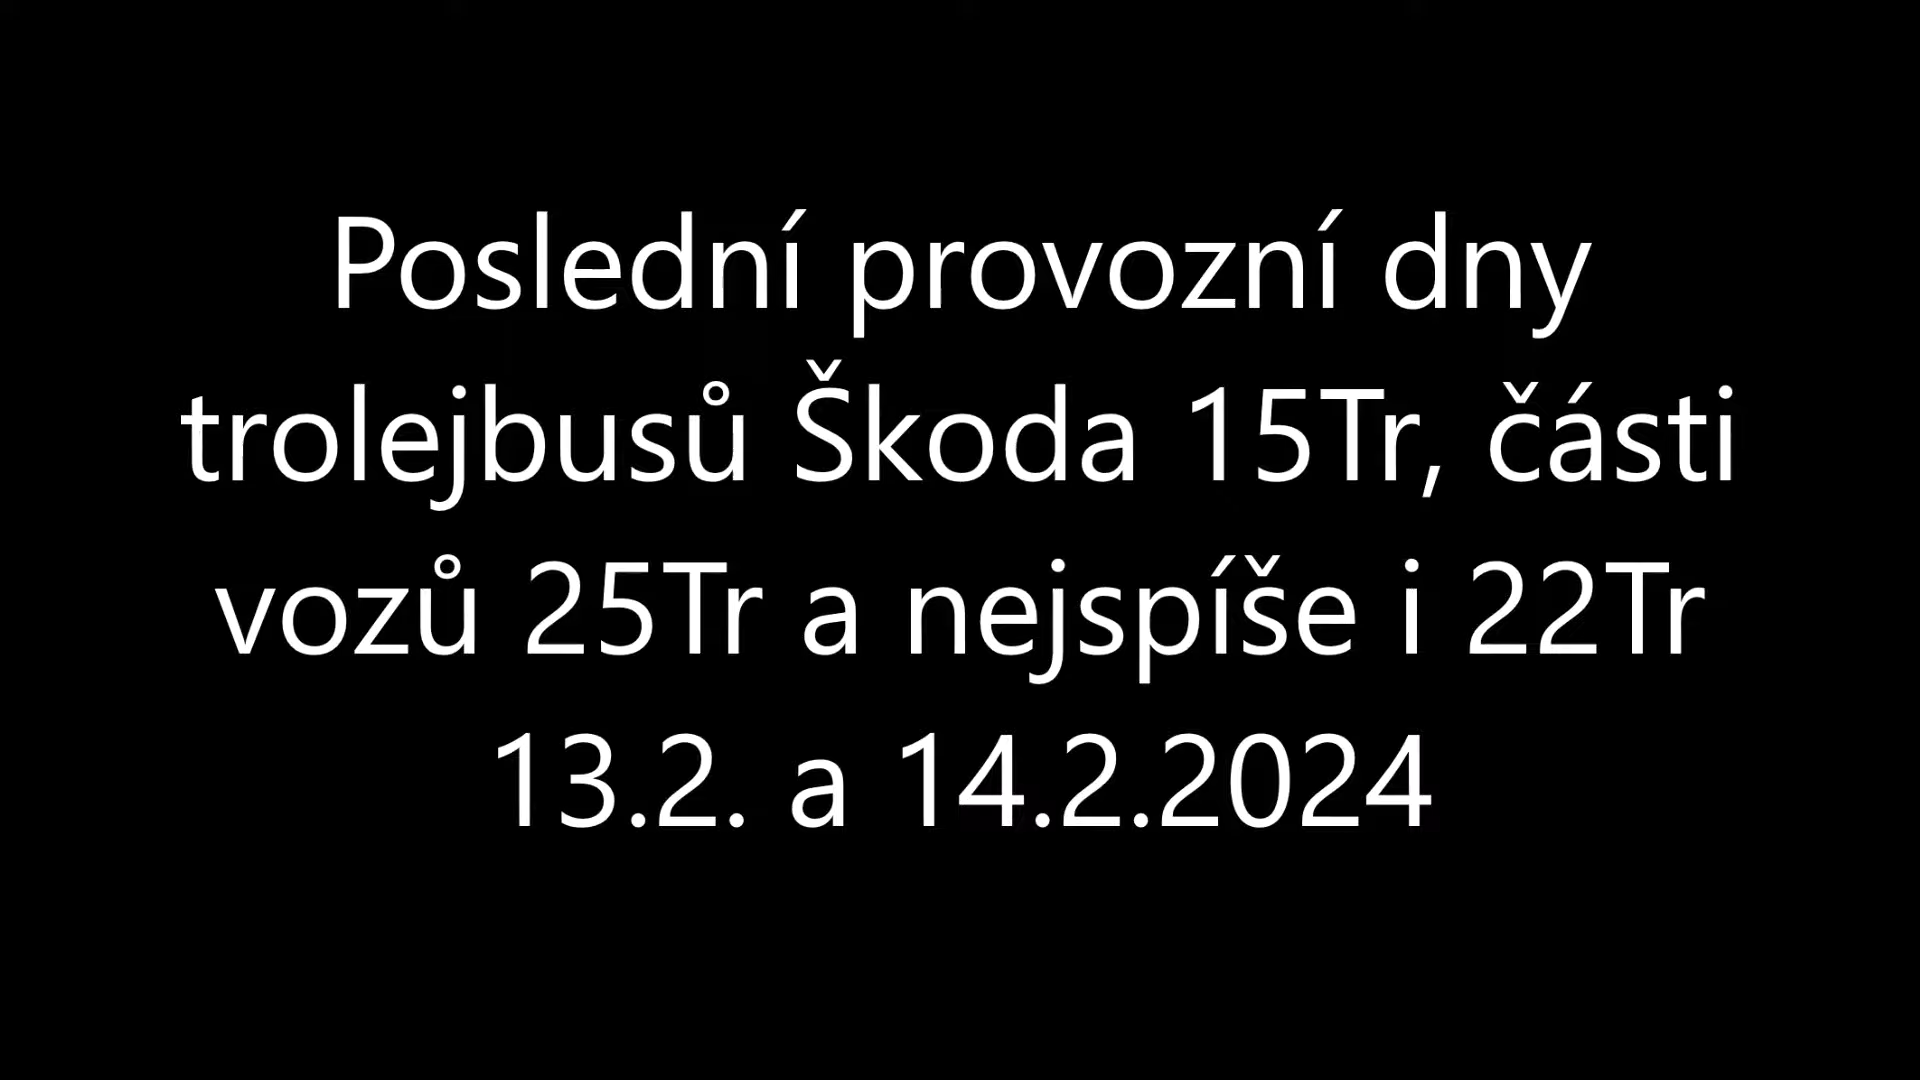 Poslední provozní dny
trolejbusů Škoda 15Tr, části
vozů 25Tr a nejspíše i 22Tr
13.2. a 14.2.2024